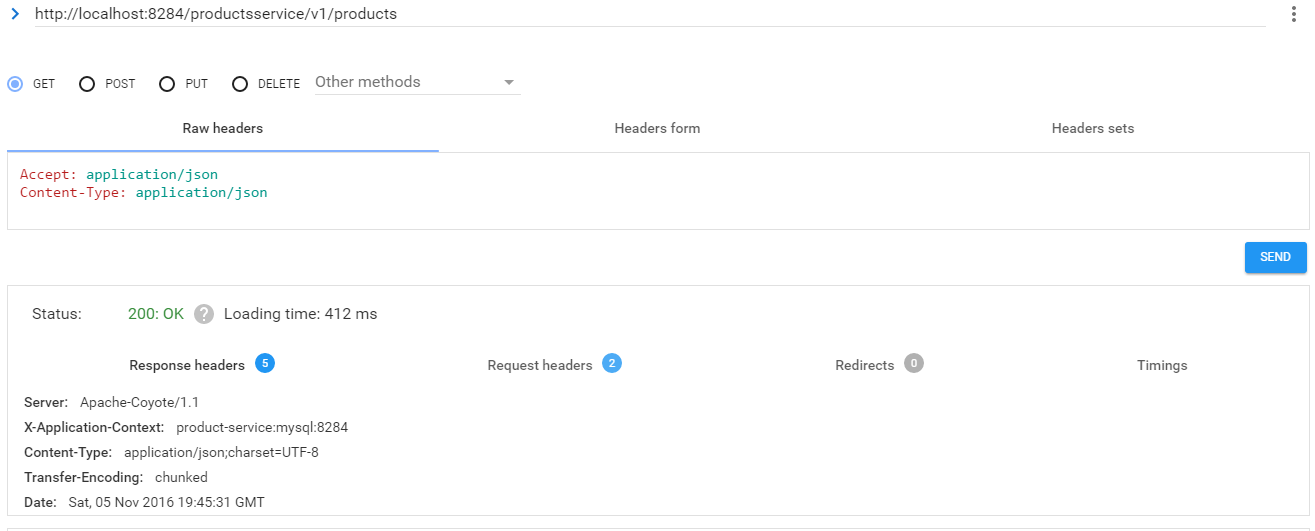 http://localhost:8284/productsservice/v1/products
GET POST PUT DELETE Other methods
Raw headers Headers form Headers sets
Accept: application/json
Content-Type: application/json
SEND
Status: 200: OK ? Loading time: 412 ms
Response headers 5 Request headers 2 Redirects 0 Timings
Server: Apache-Coyote/1.1
X-Application-Context: product-service:mysql:8284
Content-Type: application/json;charset=UTF-8
Transfer-Encoding: chunked
Date: Sat, 05 Nov 2016 19:45:31 GMT